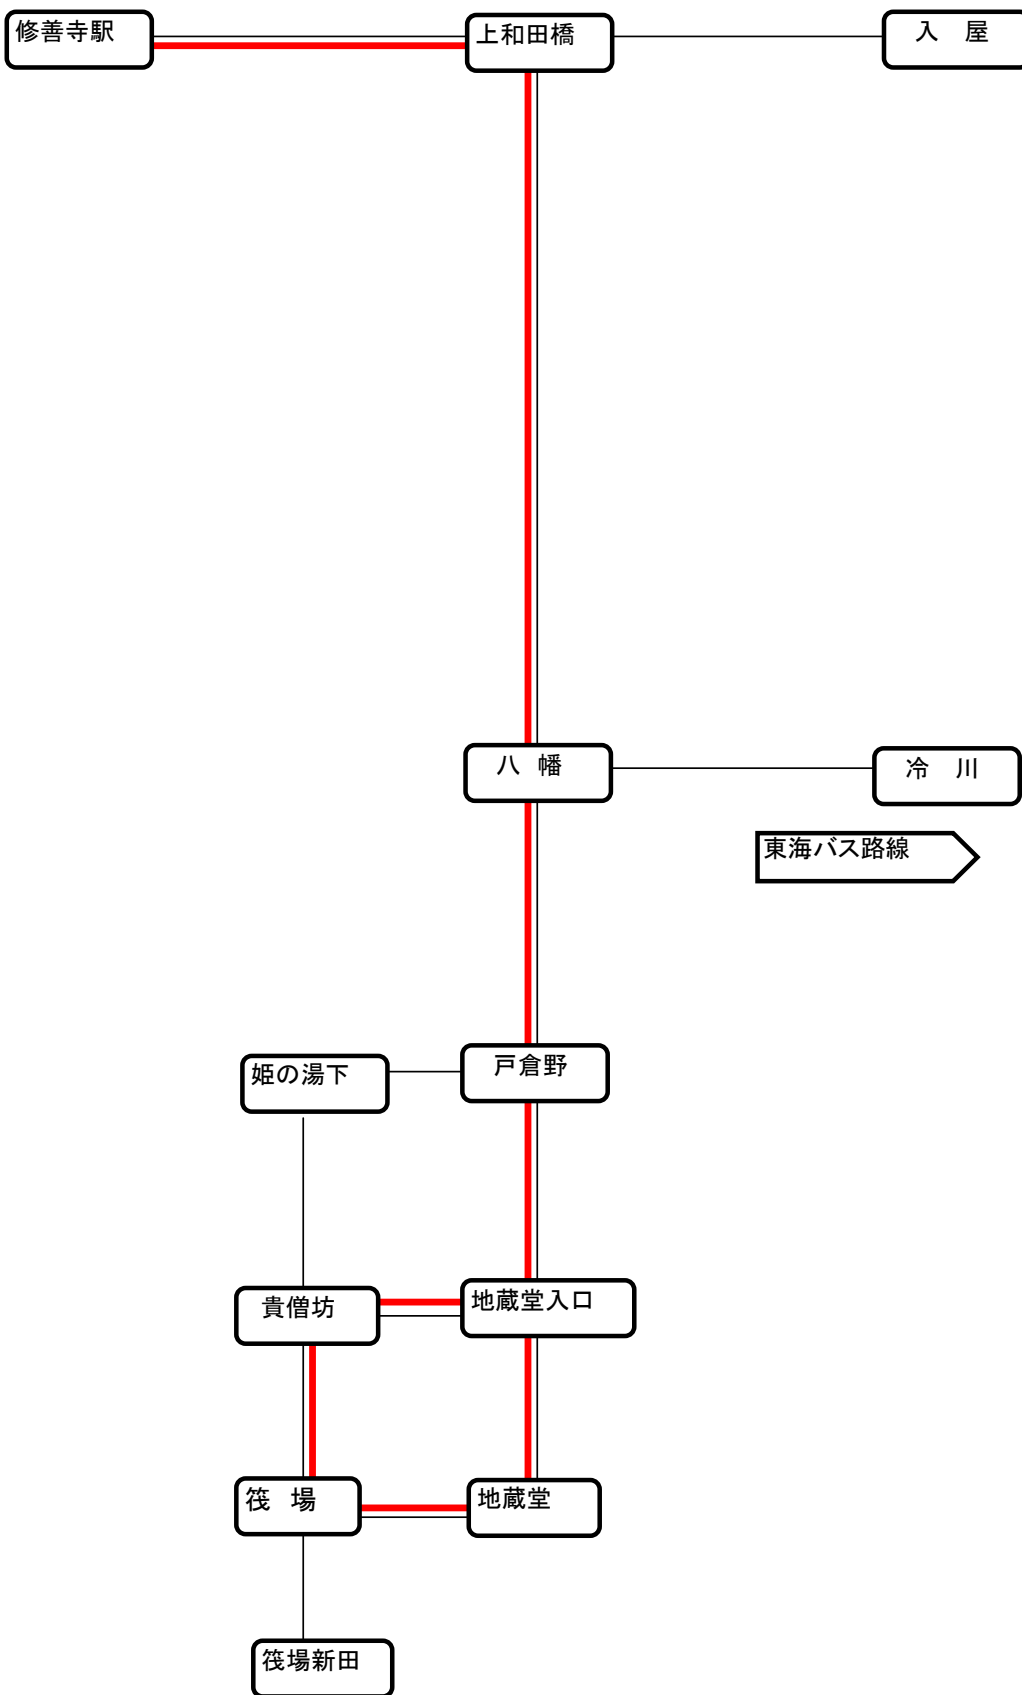 修善寺駅
上和田橋
入　屋
八　幡
冷　川
東海バス路線
姫の湯下
戸倉野
貴僧坊
地蔵堂入口
筏　場
地蔵堂
筏場新田